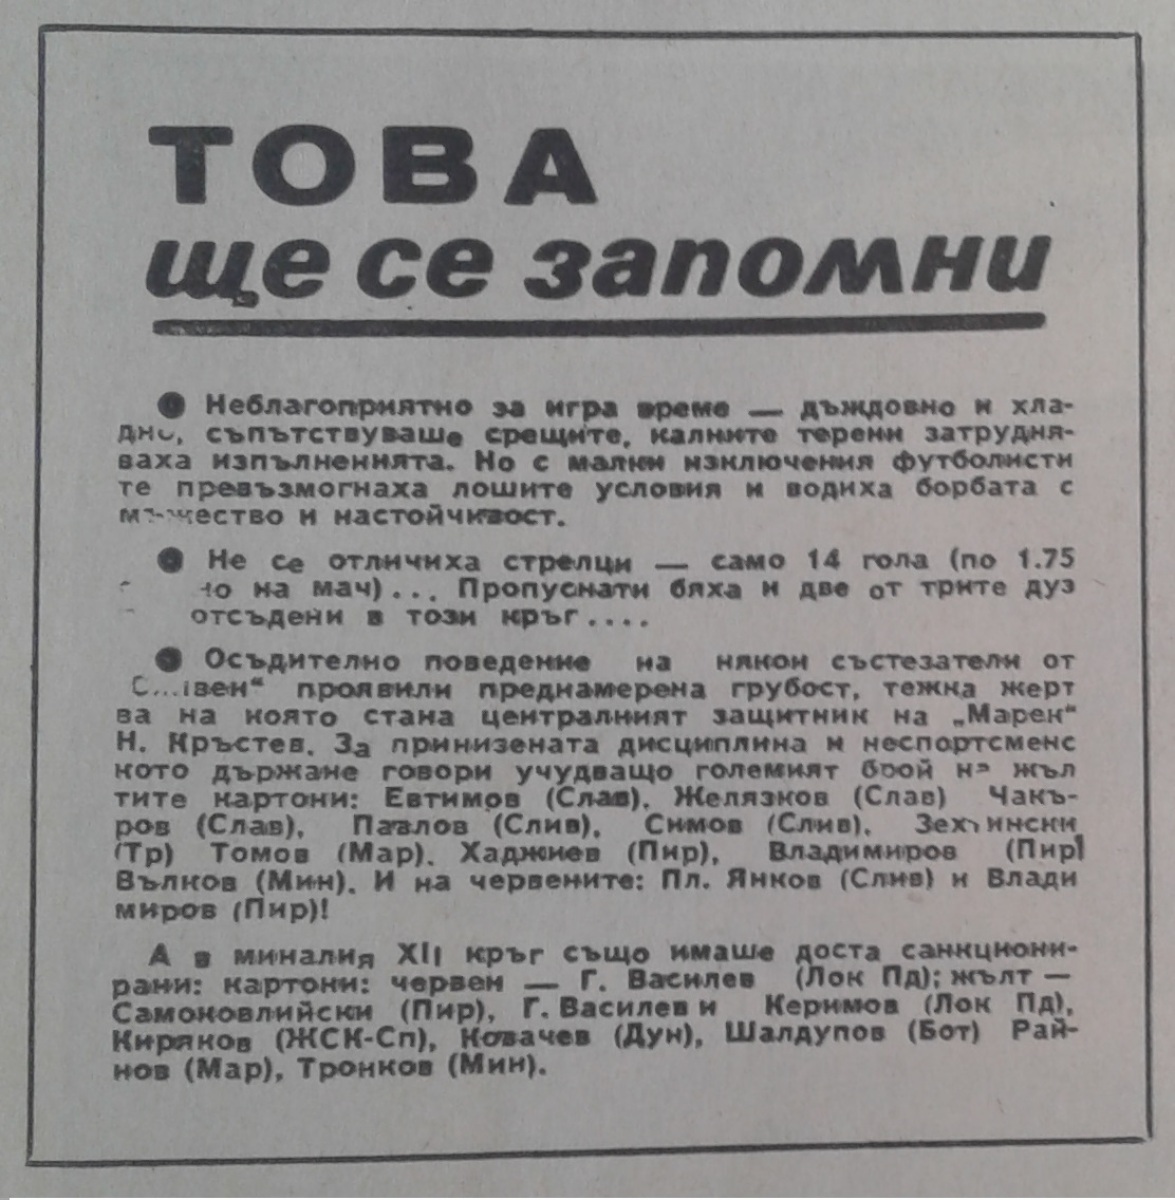 ТОВА
ще се запомни
● Неблагоприятно за игра време — дъждовно и хла-
дно, съпътствуваше срещите, калните терени затрудня-
ваха изпълненията. Но с малки изключения футболисти
те превъзмогнаха лошите условия и водиха борбата с
мъжество и настойчивост.
● Не се отличиха стрелци — само 14 гола (по 1.75
на мач)... Пропуснати бяха и две от трите дуз
отсъдени в този кръг....
● Осъдително поведение на някои състезатели от
проявили преднамерена грубост, тежка жерт
ва на която стана централният защитник на „Марек“
Н. Кръстев. За принизената дисциплина и неспортсменс
кото държане говори учудващо големият брой на жъл
тите картони: Евтимов (Слав), Желязков (Слав) Чакъ-
ров (Слав), Павлов (Слив), Симов (Слив), Зехтински
(Тр) Томов (Мар). Хаджиев (Пир), Владимиров (Пир)
Вълков (Мин). И на червените: Пл. Янков (Слив) и Влади
миров (Пир)!
А в миналия XII кръг също имаше доста санкциони-
рани: картони: червен — Г. Василев (Лок Пд); жълт —
Самоковлийски (Пир), Г. Василев и Керимов (Лок Пд),
Киряков (ЖСК-Сп), Ковачев (Дун), Шалдупов (Бот) Рай-
нов (Мар), Тронков (Мин).